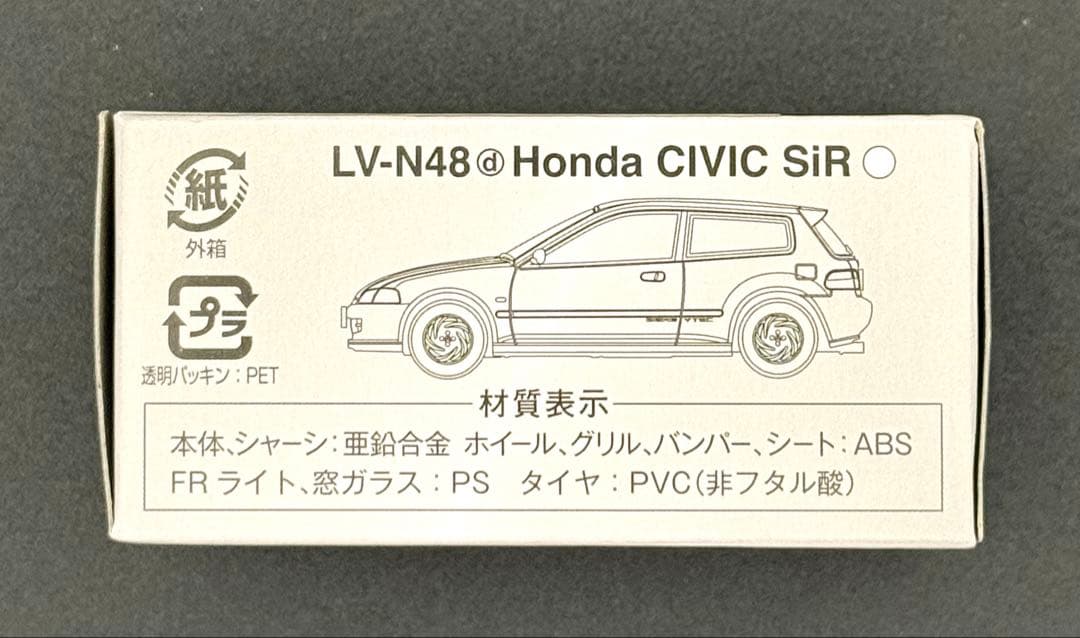 LV-N48ⓓ Honda CIVIC SiR
紙
外箱
プラ
透明パッキン：PET
材質表示
本体、シャーシ：亜鉛合金 ホイール、グリル、バンパー、シート：ABS
FR ライト、窓ガラス：PS タイヤ：PVC（非フタル酸）